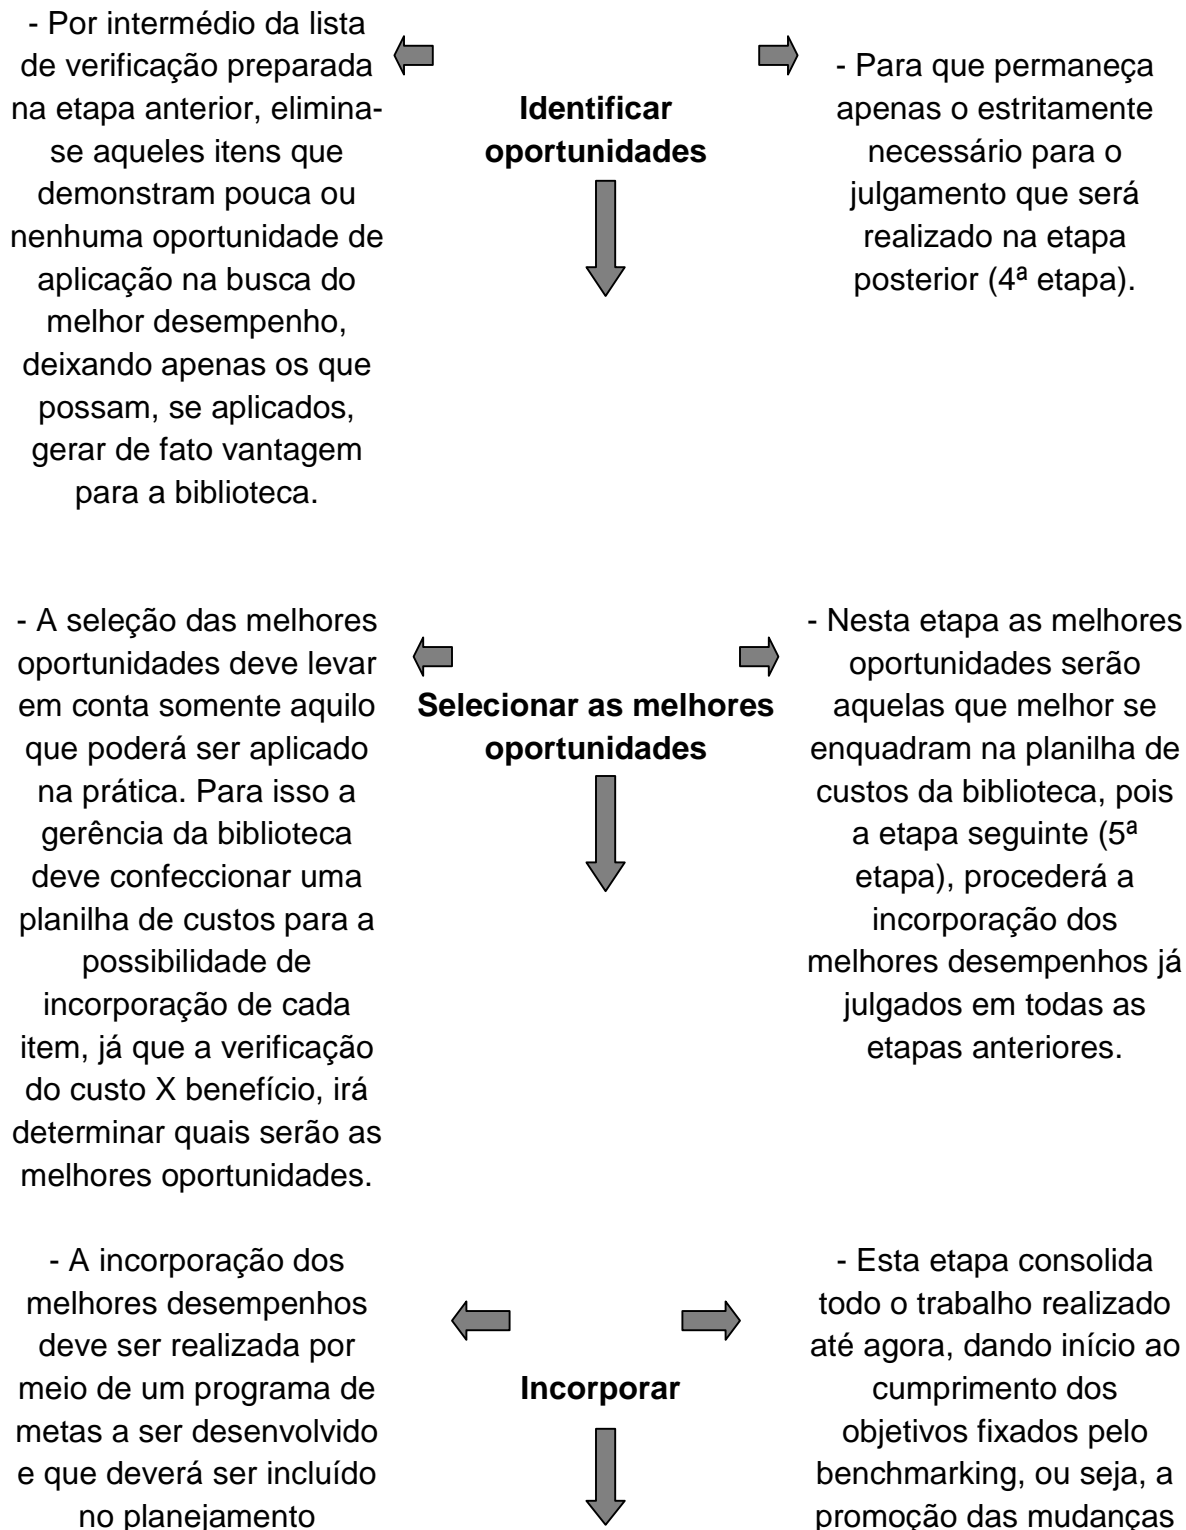 - Por intermédio da lista
de verificação preparada
na etapa anterior, elimina-
se aqueles itens que
demonstram pouca ou
nenhuma oportunidade de
aplicação na busca do
melhor desempenho,
deixando apenas os que
possam, se aplicados,
gerar de fato vantagem
para a biblioteca.
Identificar
oportunidades
- Para que permaneça
apenas o estritamente
necessário para o
julgamento que será
realizado na etapa
posterior (4ª etapa).
- A seleção das melhores
oportunidades deve levar
em conta somente aquilo
que poderá ser aplicado
na prática. Para isso a
gerência da biblioteca
deve confeccionar uma
planilha de custos para a
possibilidade de
incorporação de cada
item, já que a verificação
do custo X benefício, irá
determinar quais serão as
melhores oportunidades.
Selecionar as melhores
oportunidades
- Nesta etapa as melhores
oportunidades serão
aquelas que melhor se
enquadram na planilha de
custos da biblioteca, pois
a etapa seguinte (5ª
etapa), procederá a
incorporação dos
melhores desempenhos já
julgados em todas as
etapas anteriores.
- A incorporação dos
melhores desempenhos
deve ser realizada por
meio de um programa de
metas a ser desenvolvido
e que deverá ser incluído
no planejamento
Incorporar
- Esta etapa consolida
todo o trabalho realizado
até agora, dando início ao
cumprimento dos
objetivos fixados pelo
benchmarking, ou seja, a
promoção das mudanças